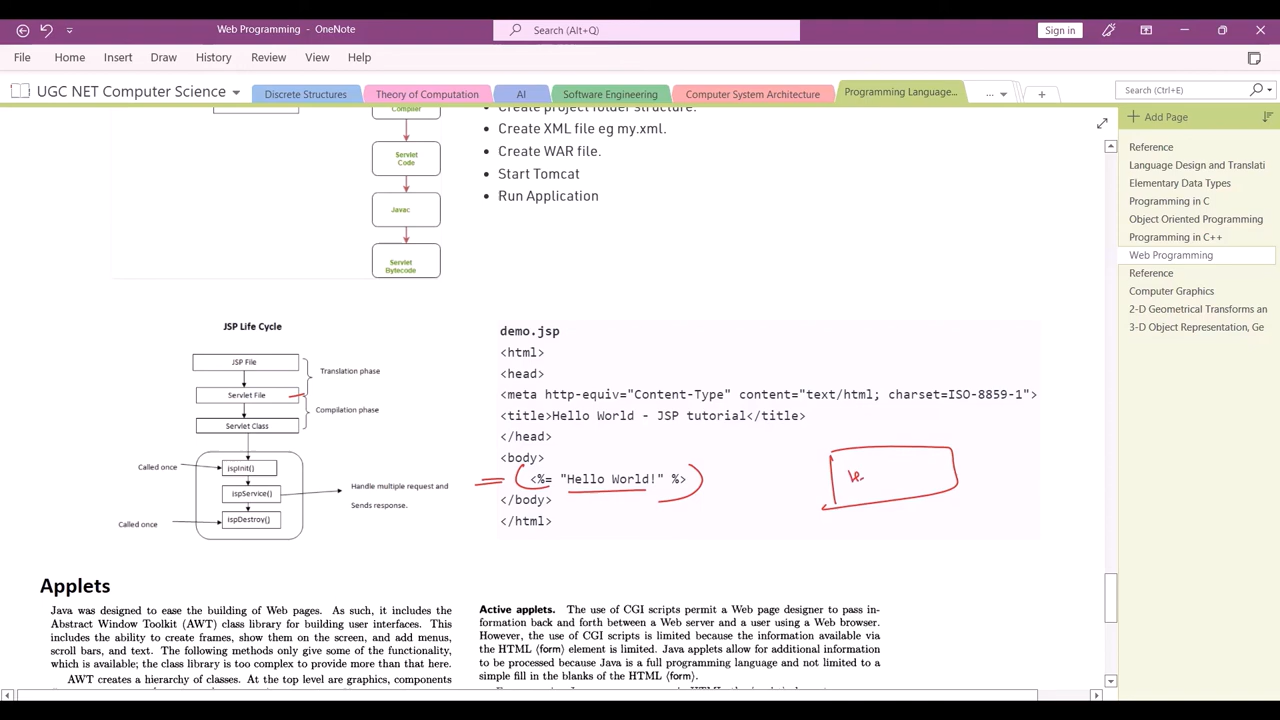 Web Programming - OneNote
Search (Alt+Q)
Sign in
File Home Insert Draw History Review View Help
UGC NET Computer Science
Discrete Structures Theory of Computation AI Software Engineering Computer System Architecture Programming Language... ...
Search (Ctrl+E)
Add Page
Reference
Language Design and Translati
Elementary Data Types
Programming in C
Object Oriented Programming
Programming in C++
Web Programming
Reference
Computer Graphics
2-D Geometrical Transforms an
3-D Object Representation, Ge
Compiler
Servlet
Code
Javac
Servlet
Bytecode
• Create project folder structure.
• Create XML file eg my.xml.
• Create WAR file.
• Start Tomcat
• Run Application
JSP Life Cycle
JSP File
Translation phase
Servlet File
Compilation phase
Servlet Class
Called once
jspInit()
jspService()
Handle multiple request and
Sends response.
Called once
jspDestroy()
demo.jsp
<html>
<head>
<meta http-equiv="Content-Type" content="text/html; charset=ISO-8859-1">
<title>Hello World - JSP tutorial</title>
</head>
<body>
<%= "Hello World!" %>
</body>
</html>
Applets
Java was designed to ease the building of Web pages. As such, it includes the
Abstract Window Toolkit (AWT) class library for building user interfaces. This
includes the ability to create frames, show them on the screen, and add menus,
scroll bars, and text. The following methods only give some of the functionality,
which is available; the class library is too complex to provide more than that here.
AWT creates a hierarchy of classes. At the top level are graphics, components
Active applets. The use of CGI scripts permit a Web page designer to pass in-
formation back and forth between a Web server and a user using a Web browser.
However, the use of CGI scripts is limited because the information available via
the HTML ⟨form⟩ element is limited. Java applets allow for additional information
to be processed because Java is a full programming language and not limited to a
simple fill in the blanks of the HTML ⟨form⟩.